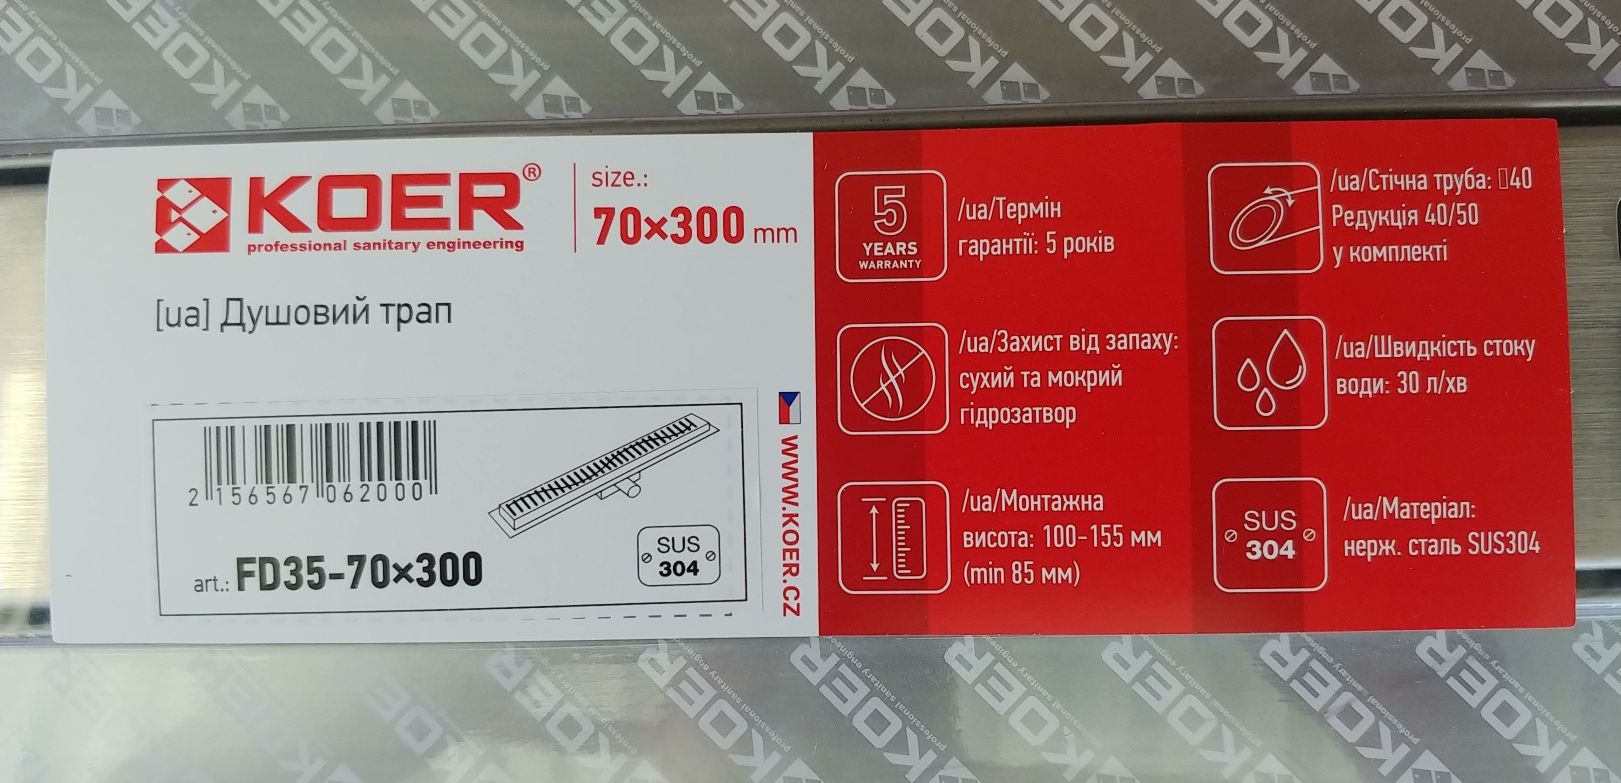 KOER®
professional sanitary engineering
size.:
70×300 mm
[ua] Душовий трап
2 156567 062000
art.: FD35-70×300
SUS
304
WWW.KOER.CZ
5
YEARS
WARRANTY
/ua/Термін
гарантії: 5 років
/ua/Захист від запаху:
сухий та мокрий
гідрозатвор
/ua/Монтажна
висота: 100-155 мм
(min 85 мм)
/ua/Стічна труба: 40
Редукція 40/50
у комплекті
/ua/Швидкість стоку
води: 30 л/хв
SUS
304
/ua/Матеріал:
нерж. сталь SUS304